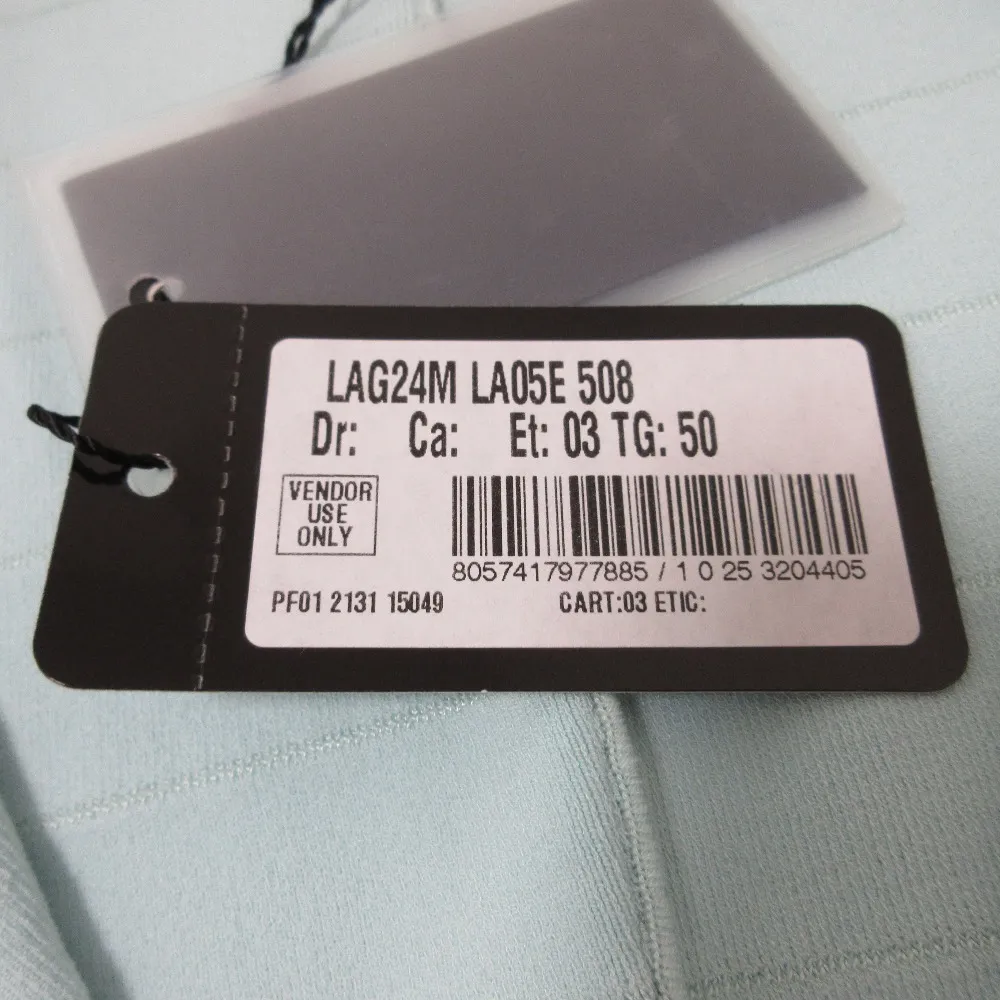 LAG24M LA05E 508
Dr: Ca: Et: 03 TG: 50
VENDOR
USE
ONLY
8057417977885 / 1 0 25 3204405
PF01 2131 15049 CART:03 ETIC: